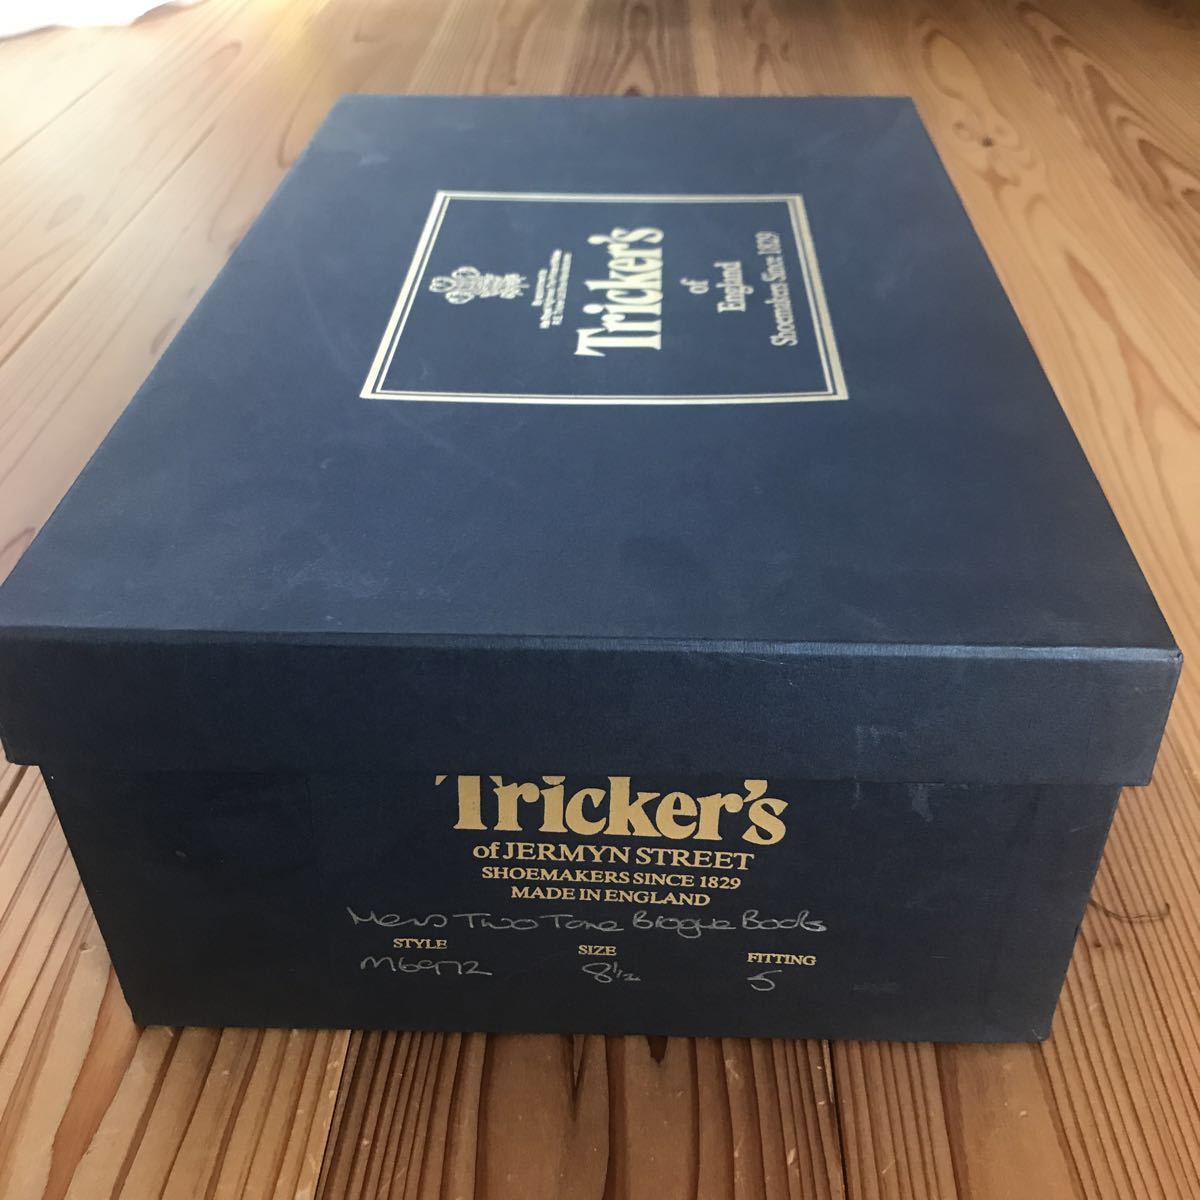 Tricker's
of
England
Shoemakers Since 1829
Tricker's
of JERMYN STREET
SHOEMAKERS SINCE 1829
MADE IN ENGLAND
Mens Two Tone Brogue Boots
STYLE SIZE FITTING
M6972 8½ 5